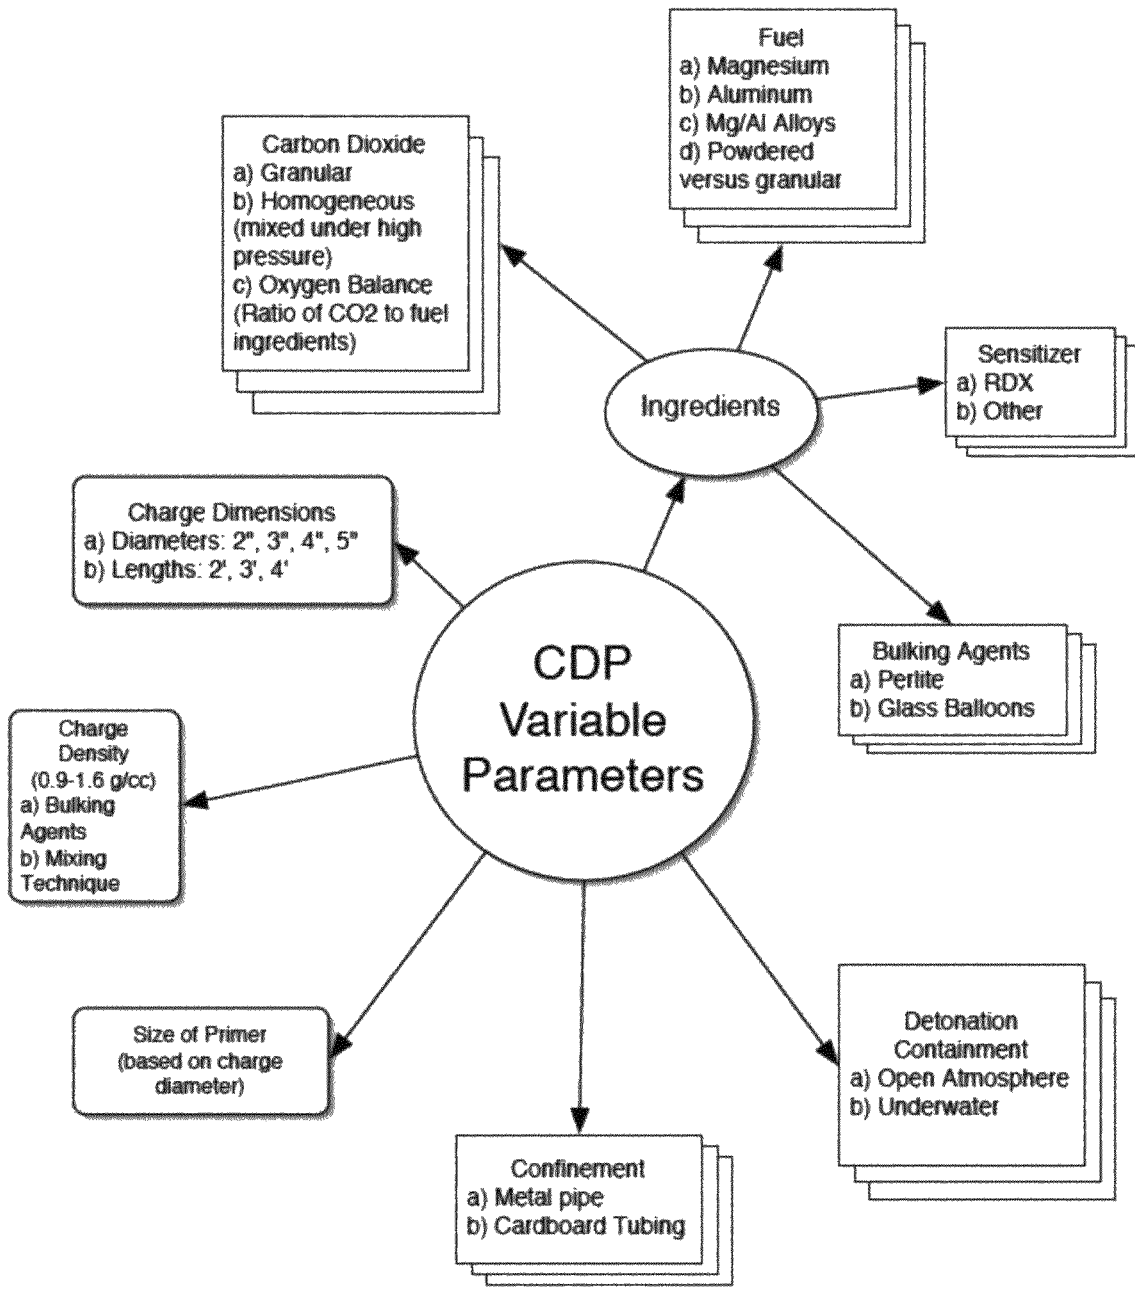 Fuel
a) Magnesium
b) Aluminum
c) Mg/Al Alloys
d) Powdered
versus granular
Carbon Dioxide
a) Granular
b) Homogeneous
(mixed under high
pressure)
c) Oxygen Balance
(Ratio of CO2 to fuel
ingredients)
Sensitizer
a) RDX
b) Other
Ingredients
Charge Dimensions
a) Diameters: 2", 3", 4", 5"
b) Lengths: 2', 3', 4'
Bulking Agents
a) Perlite
b) Glass Balloons
CDP
Variable
Parameters
Charge
Density
(0.9-1.6 g/cc)
a) Bulking
Agents
b) Mixing
Technique
Size of Primer
(based on charge
diameter)
Detonation
Containment
a) Open Atmosphere
b) Underwater
Confinement
a) Metal pipe
b) Cardboard Tubing